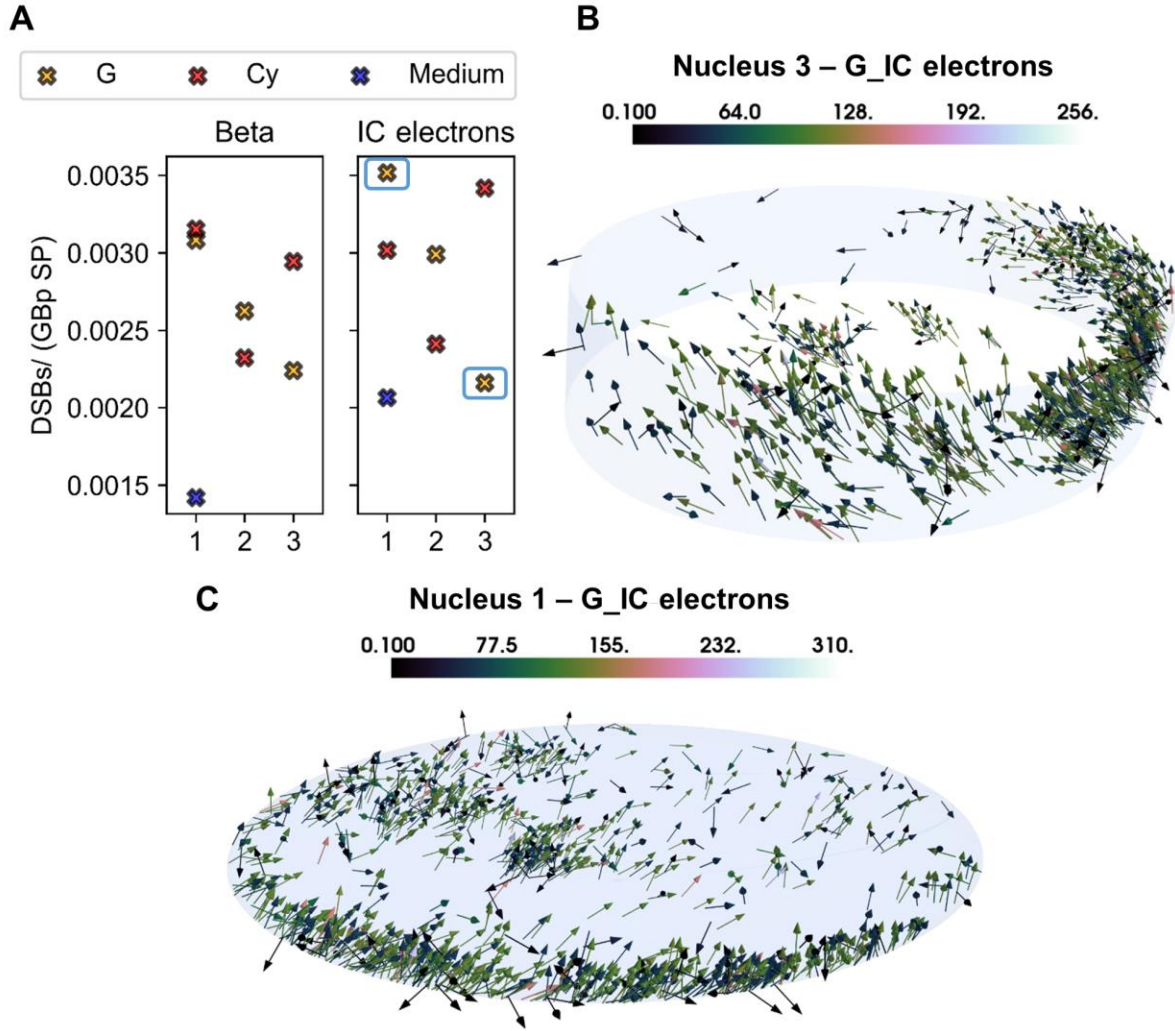 A
G Cy Medium
Beta IC electrons
DSBs/ (GBp SP)
0.0035
0.0030
0.0025
0.0020
0.0015
1 2 3 1 2 3
B
Nucleus 3 – G_IC electrons
0.100 64.0 128. 192. 256.
C
Nucleus 1 – G_IC electrons
0.100 77.5 155. 232. 310.